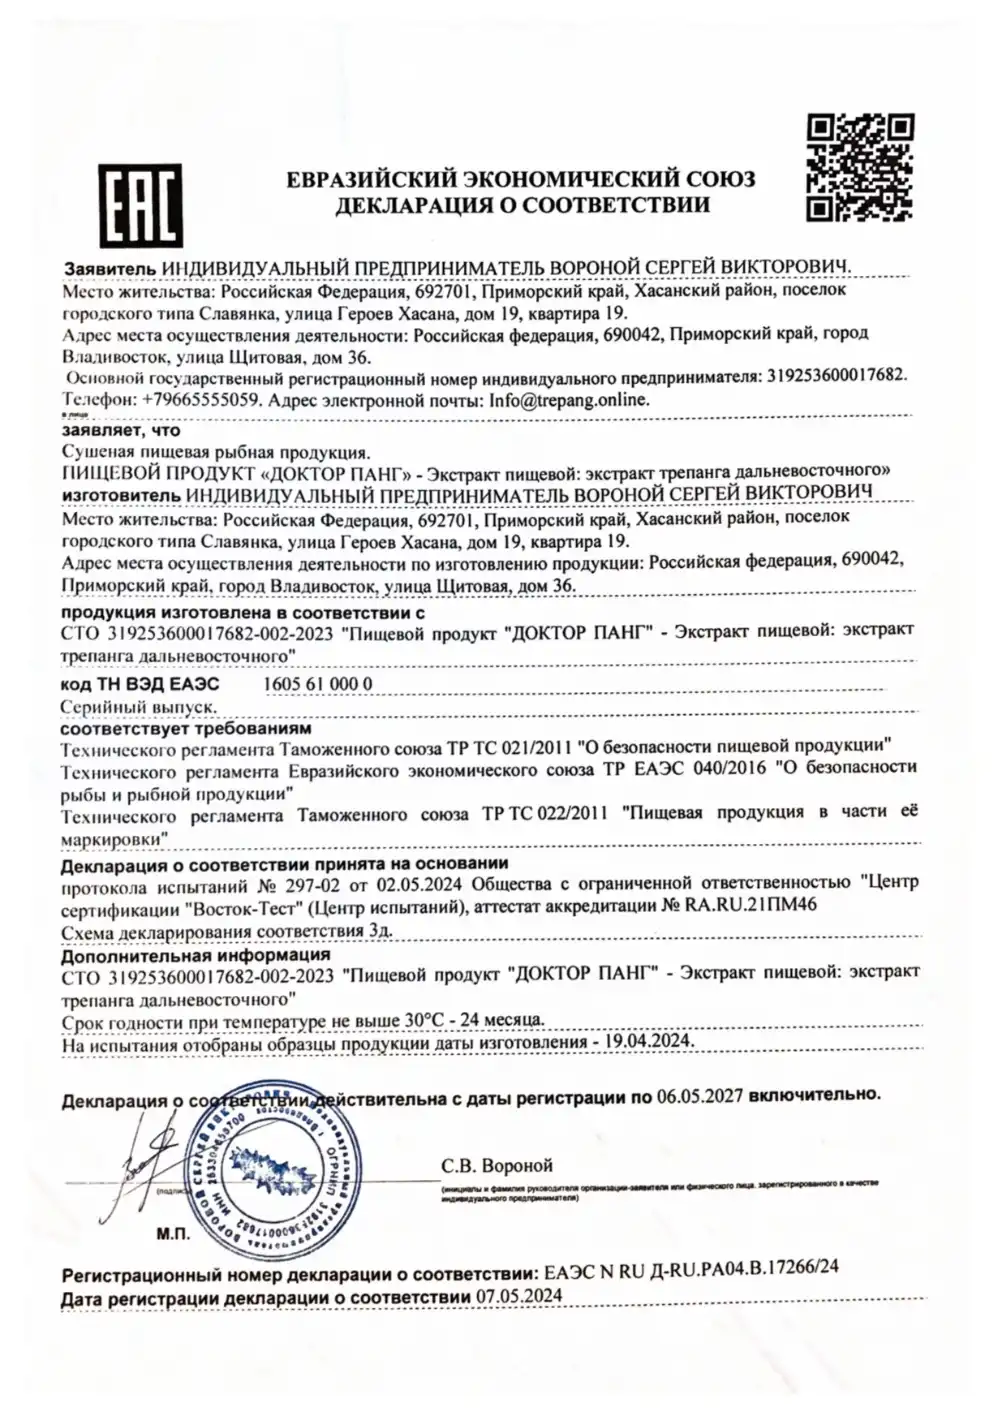 ЕАС
ЕВРАЗИЙСКИЙ ЭКОНОМИЧЕСКИЙ СОЮЗ
ДЕКЛАРАЦИЯ О СООТВЕТСТВИИ
Заявитель ИНДИВИДУАЛЬНЫЙ ПРЕДПРИНИМАТЕЛЬ ВОРОНОЙ СЕРГЕЙ ВИКТОРОВИЧ.
Место жительства: Российская Федерация, 692701, Приморский край, Хасанский район, поселок
городского типа Славянка, улица Героев Хасана, дом 19, квартира 19.
Адрес места осуществления деятельности: Российская федерация, 690042, Приморский край, город
Владивосток, улица Щитовая, дом 36.
Основной государственный регистрационный номер индивидуального предпринимателя: 319253600017682.
Телефон: +79665555059. Адрес электронной почты: Info@trepang.online.
в лице
заявляет, что
Сушеная пищевая рыбная продукция.
ПИЩЕВОЙ ПРОДУКТ «ДОКТОР ПАНГ» - Экстракт пищевой: экстракт трепанга дальневосточного»
изготовитель ИНДИВИДУАЛЬНЫЙ ПРЕДПРИНИМАТЕЛЬ ВОРОНОЙ СЕРГЕЙ ВИКТОРОВИЧ
Место жительства: Российская Федерация, 692701, Приморский край, Хасанский район, поселок
городского типа Славянка, улица Героев Хасана, дом 19, квартира 19.
Адрес места осуществления деятельности по изготовлению продукции: Российская федерация, 690042,
Приморский край, город Владивосток, улица Щитовая, дом 36.
продукция изготовлена в соответствии с
СТО 319253600017682-002-2023 "Пищевой продукт "ДОКТОР ПАНГ" - Экстракт пищевой: экстракт
трепанга дальневосточного"
код ТН ВЭД ЕАЭС 1605 61 000 0
Серийный выпуск.
соответствует требованиям
Технического регламента Таможенного союза ТР ТС 021/2011 "О безопасности пищевой продукции"
Технического регламента Евразийского экономического союза ТР ЕАЭС 040/2016 "О безопасности
рыбы и рыбной продукции"
Технического регламента Таможенного союза ТР ТС 022/2011 "Пищевая продукция в части её
маркировки"
Декларация о соответствии принята на основании
протокола испытаний № 297-02 от 02.05.2024 Общества с ограниченной ответственностью "Центр
сертификации "Восток-Тест" (Центр испытаний), аттестат аккредитации № RA.RU.21ПМ46
Схема декларирования соответствия 3д.
Дополнительная информация
СТО 319253600017682-002-2023 "Пищевой продукт "ДОКТОР ПАНГ" - Экстракт пищевой: экстракт
трепанга дальневосточного"
Срок годности при температуре не выше 30°С - 24 месяца.
На испытания отобраны образцы продукции даты изготовления - 19.04.2024.
Декларация о соответствии действительна с даты регистрации по 06.05.2027 включительно.
С.В. Вороной
(подпись)
(инициалы и фамилия руководителя организации-заявителя или физического лица, зарегистрированного в качестве
индивидуального предпринимателя)
М.П.
Регистрационный номер декларации о соответствии: ЕАЭС N RU Д-RU.РА04.В.17266/24
Дата регистрации декларации о соответствии 07.05.2024